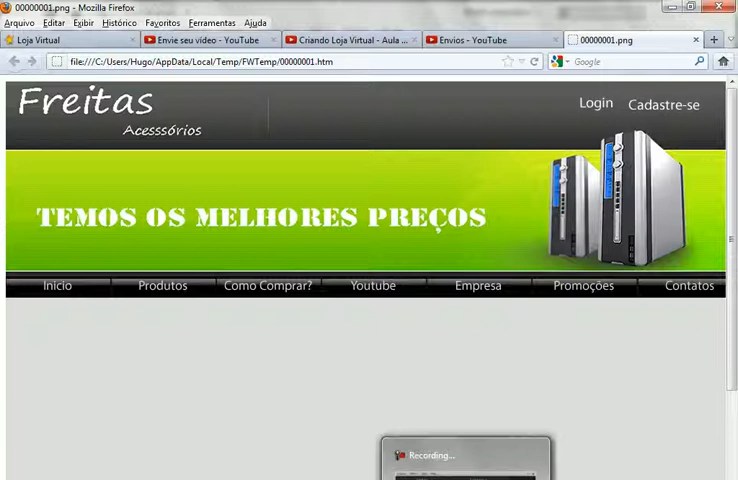 00000001.png - Mozilla Firefox
Arquivo Editar Exibir Histórico Favoritos Ferramentas Ajuda
Loja Virtual
Envie seu vídeo - YouTube
Criando Loja Virtual - Aula ...
Envios - YouTube
00000001.png
file:///C:/Users/Hugo/AppData/Local/Temp/FWTemp/00000001.htm
Google
Freitas
Acesssórios
Login Cadastre-se
TEMOS OS MELHORES PREÇOS
Inicio Produtos Como Comprar? Youtube Empresa Promoções Contatos
Recording...